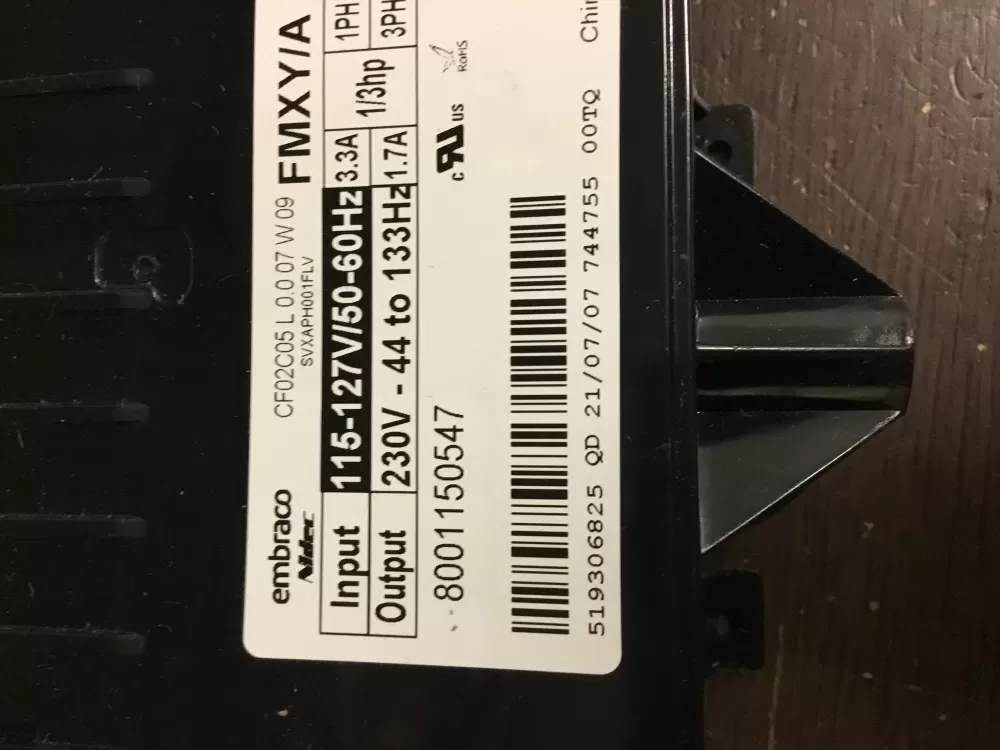 embraco CF02C05 L 0.0 07 W 09 FMXY/A
Nidec SVXAPH001FLV
Input 115-127V/50-60Hz 3.3A 1/3hp 1PH
Output 230V - 44 to 133Hz 1.7A 3PH
8001150547 c US RoHS
519306825 QD 21/07/07 744755 00TQ